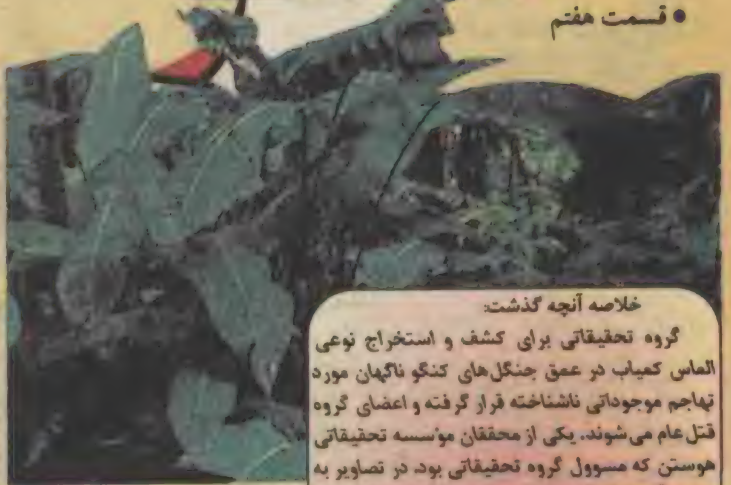 ● قسمت هفتم
خلاصه آنچه گذشت:
گروه تحقیقاتی برای کشف و استخراج نوعی
الماس کمیاب در عمق جنگل‌های کنگو ناگهان مورد
تهاجم موجوداتی ناشناخته قرار گرفته و اعضای گروه
قتل عام می‌شوند. یکی از محققان مؤسسه تحقیقاتی
هوستن که مسوول گروه تحقیقاتی بود، در تصاویر به